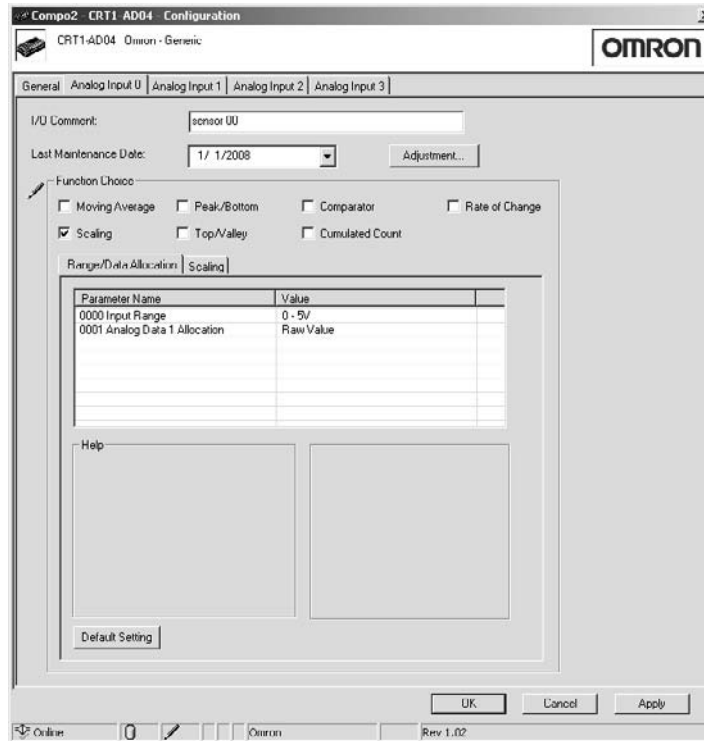 Compo2 - CRT1-AD04 - Configuration
CRT1-AD04 Omron - Generic
OMRON
General Analog Input 0 Analog Input 1 Analog Input 2 Analog Input 3
I/O Comment: sensor 00
Last Maintenance Date: 1/ 1/2008 Adjustment...
Function Choice
Moving Average Peak/Bottom Comparator Rate of Change
Scaling Top/Valley Cumulated Count
Range/Data Allocation Scaling
Parameter Name Value
0000 Input Range 0 - 5V
0001 Analog Data 1 Allocation Raw Value
Help
Default Setting
OK Cancel Apply
Online Omron Rev 1.02